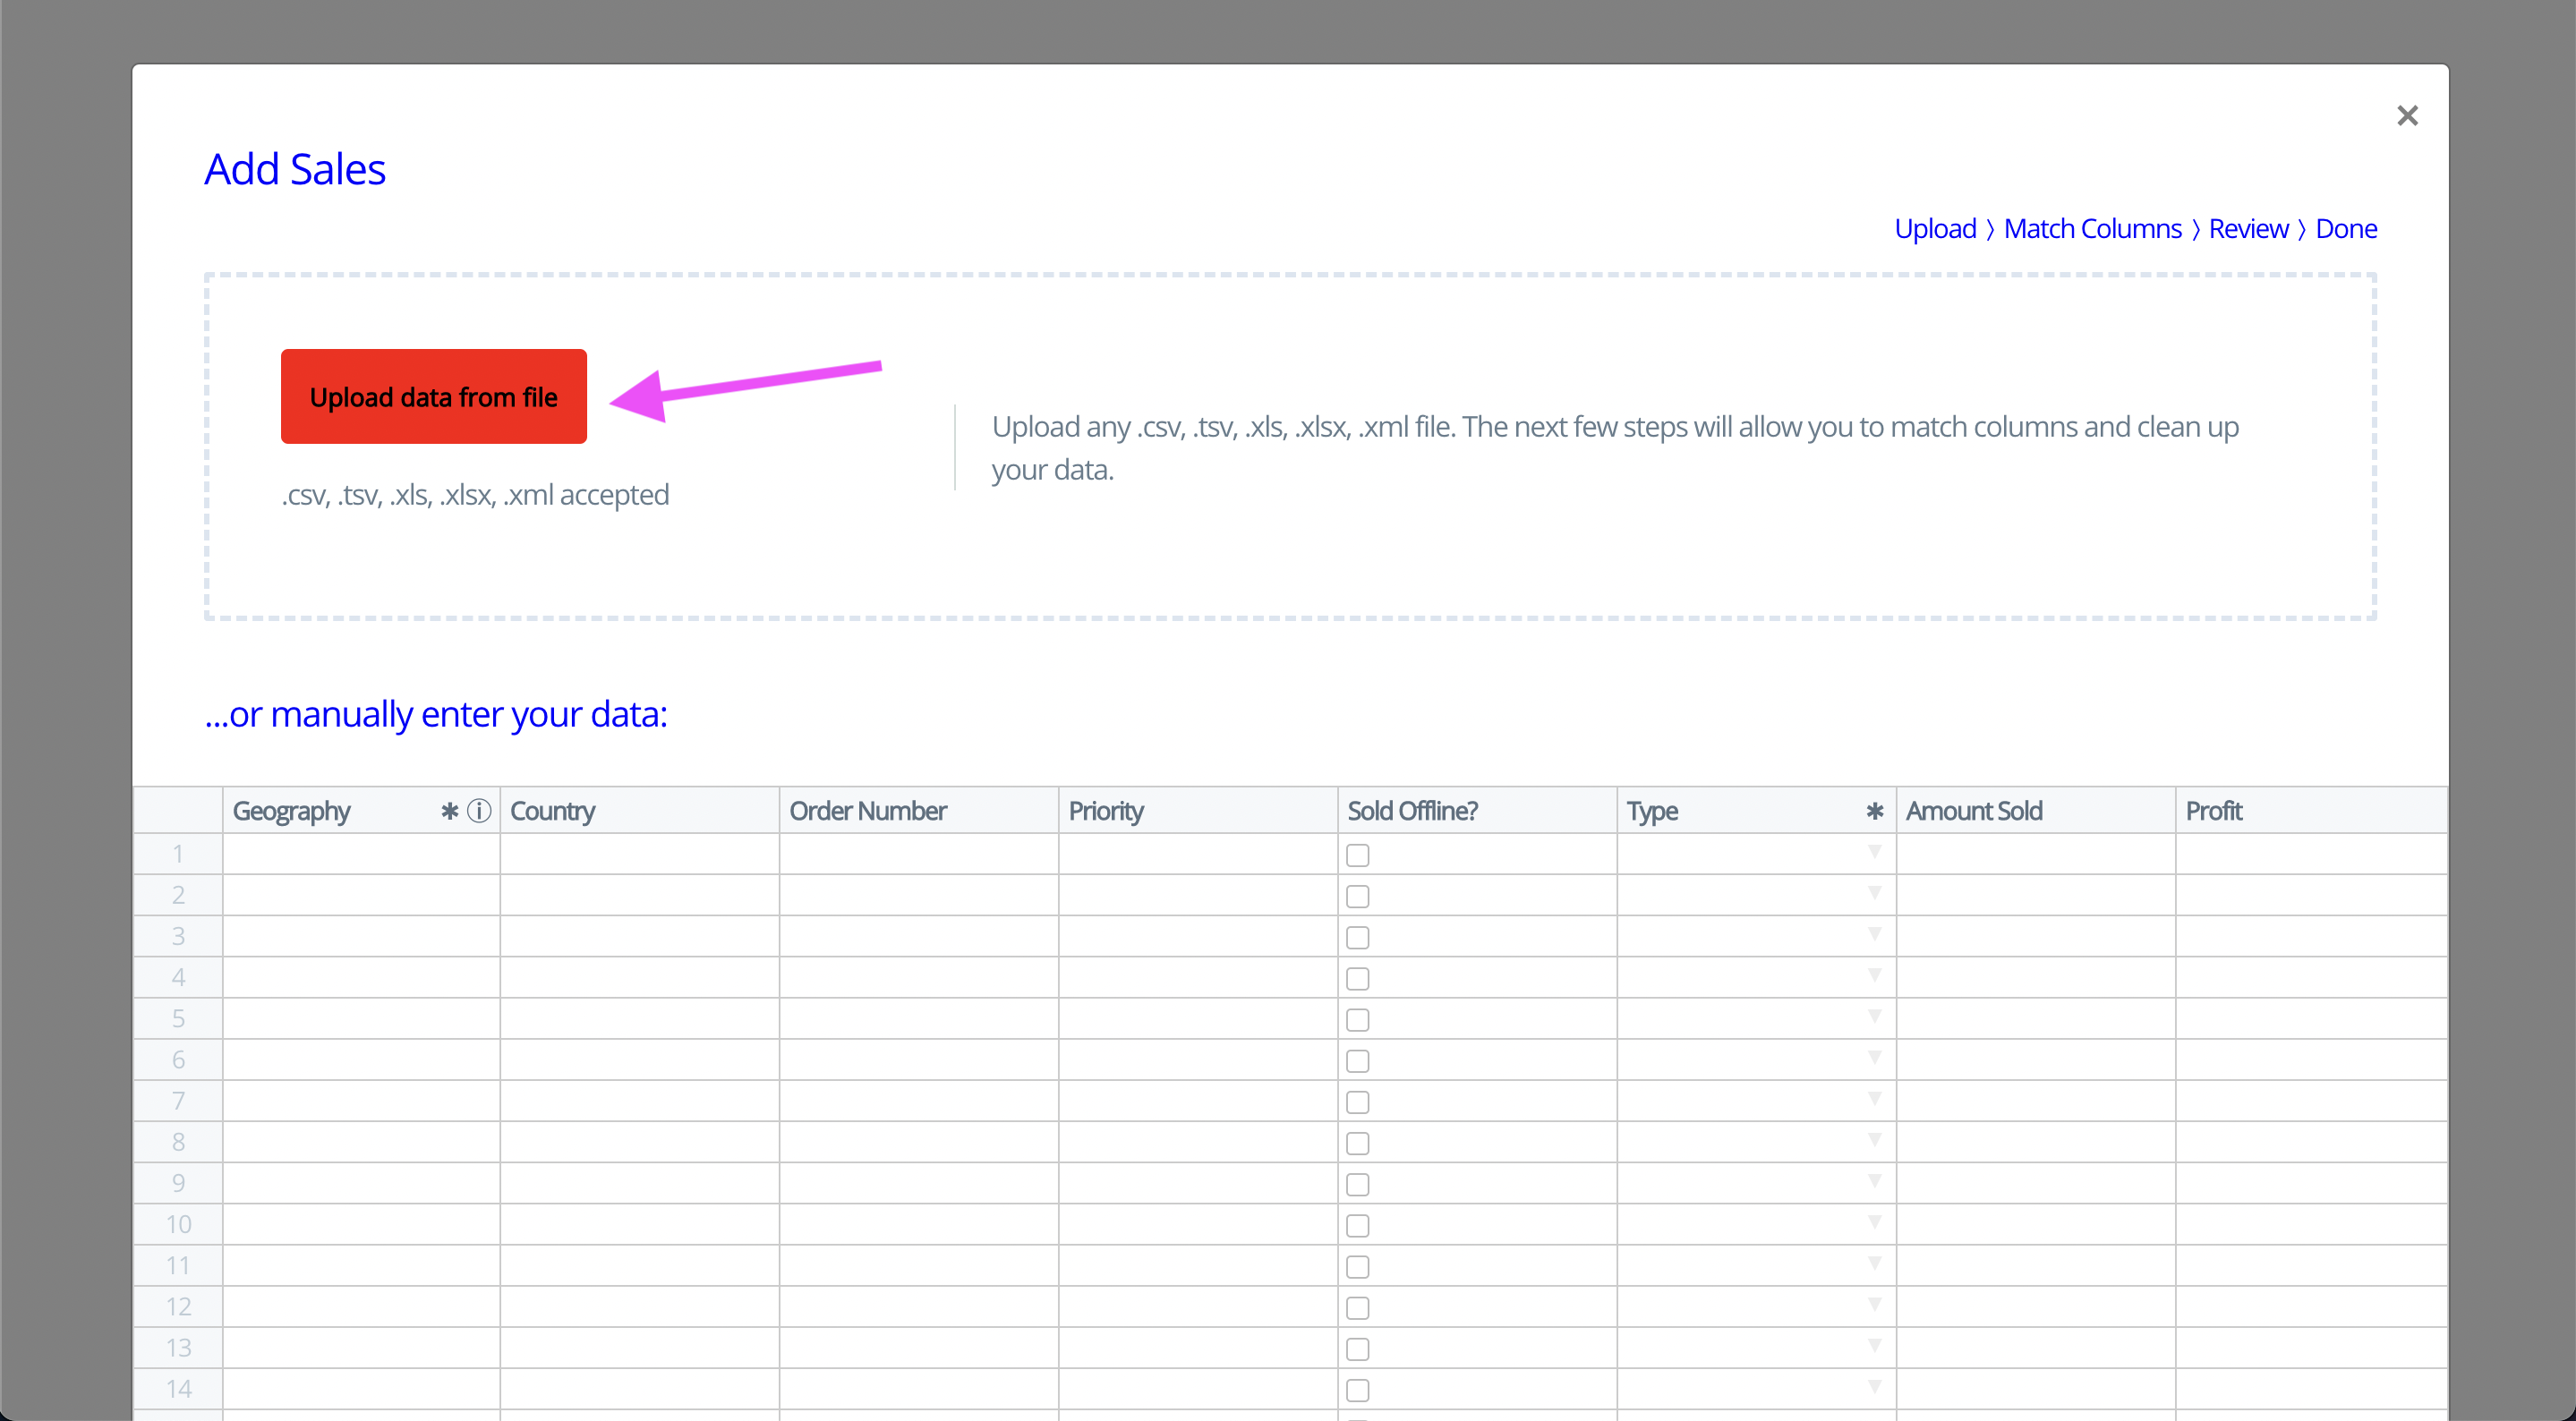 Add Sales
Upload 〉 Match Columns 〉 Review 〉 Done
Upload data from file
.csv, .tsv, .xls, .xlsx, .xml accepted
Upload any .csv, .tsv, .xls, .xlsx, .xml file. The next few steps will allow you to match columns and clean up
your data.
...or manually enter your data:
Geography ✱ ⓘ Country Order Number Priority Sold Offline? Type ✱ Amount Sold Profit
1
2
3
4
5
6
7
8
9
10
11
12
13
14